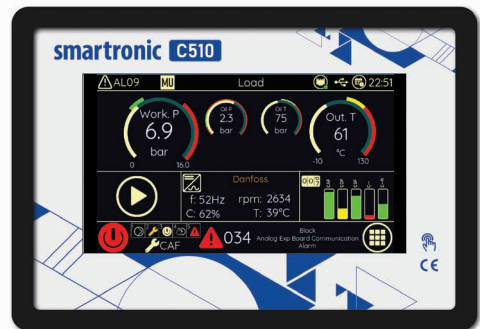 smartronic C510
AL09 MU Load 22:51
Work. P
6.9
bar
0 16.0
Oil P
2.3
bar
Oil T
75
bar
Out. T
61
°C
-10 130
Danfoss
f: 52Hz rpm: 2634
C: 62% T: 39°C
CAF
034
Block
Analog Exp Board Communication
Alarm
CE